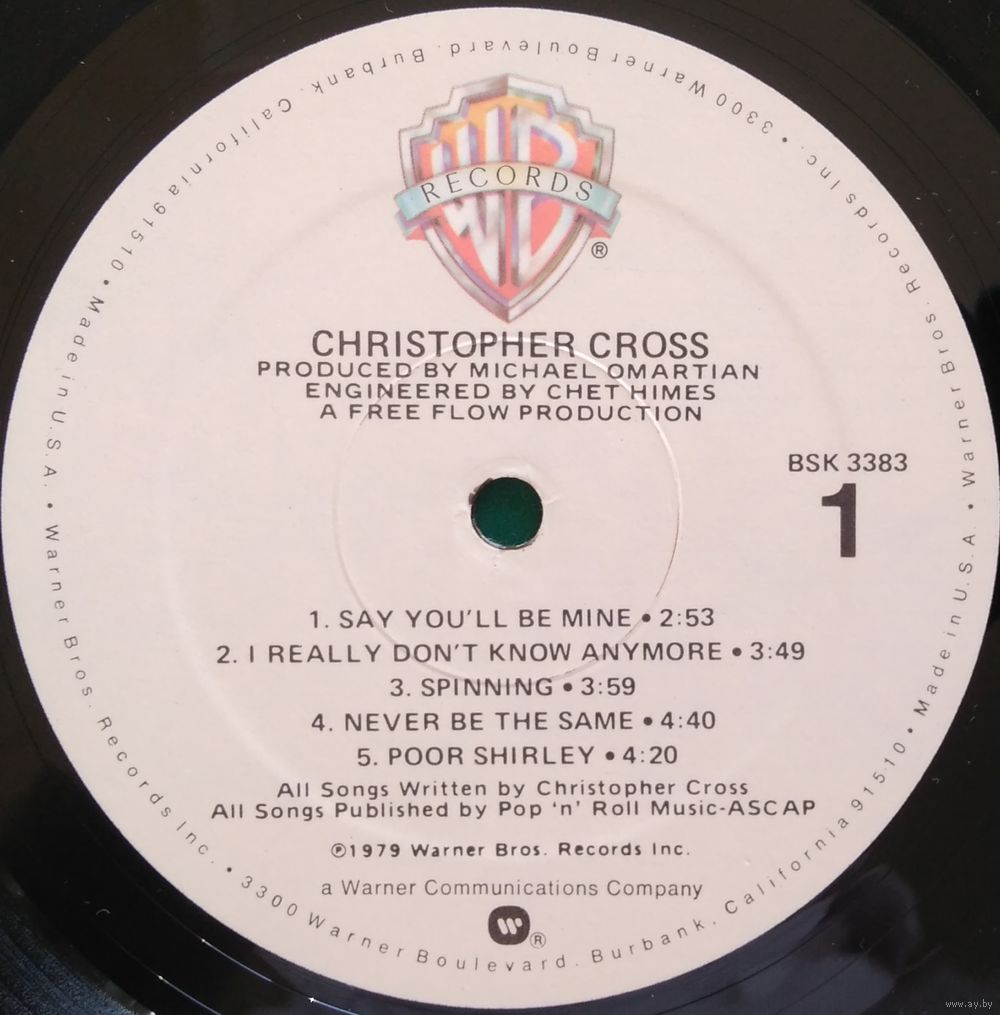 WB
RECORDS
®
CHRISTOPHER CROSS
PRODUCED BY MICHAEL OMARTIAN
ENGINEERED BY CHET HIMES
A FREE FLOW PRODUCTION
BSK 3383
1
1. SAY YOU'LL BE MINE • 2:53
2. I REALLY DON'T KNOW ANYMORE • 3:49
3. SPINNING • 3:59
4. NEVER BE THE SAME • 4:40
5. POOR SHIRLEY • 4:20
All Songs Written by Christopher Cross
All Songs Published by Pop 'n' Roll Music-ASCAP
℗1979 Warner Bros. Records Inc.
a Warner Communications Company
W ®
Made in U.S.A. • Warner Bros. Records Inc. • 3300 Warner Boulevard. Burbank. California 91510 • Made in U.S.A. • Warner Bros. Records Inc. • 3300 Warner Boulevard. Burbank. California 91510 •
www.ay.by